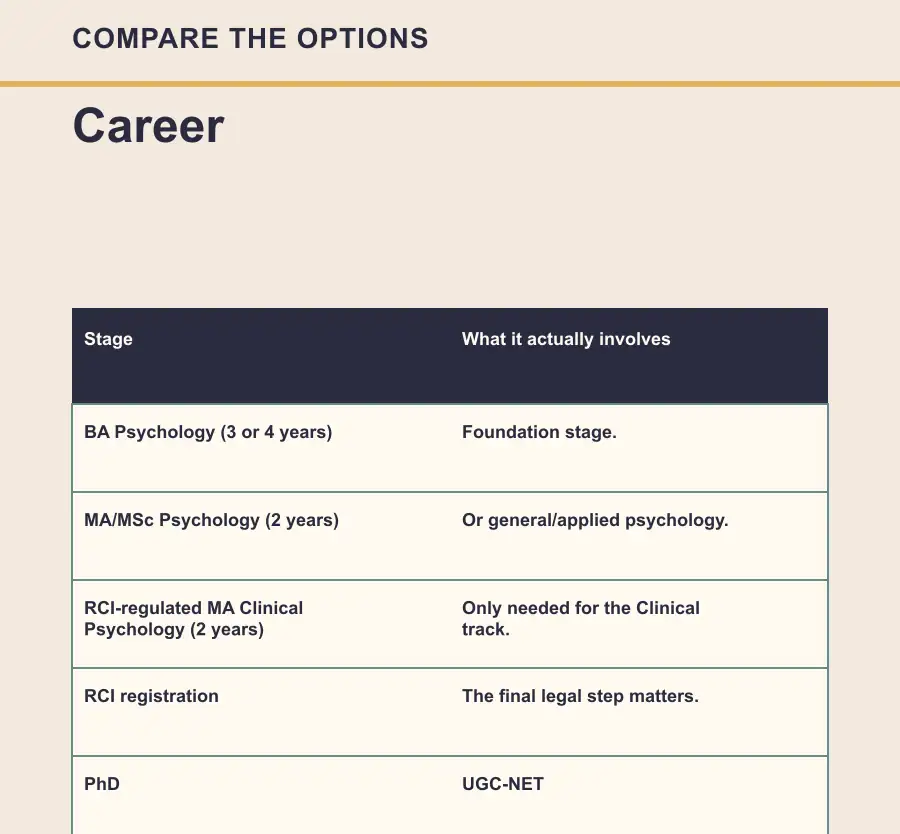 COMPARE THE OPTIONS
Career
Stage
What it actually involves
BA Psychology (3 or 4 years)
Foundation stage.
MA/MSc Psychology (2 years)
Or general/applied psychology.
RCI-regulated MA Clinical
Psychology (2 years)
Only needed for the Clinical
track.
RCI registration
The final legal step matters.
PhD
UGC-NET